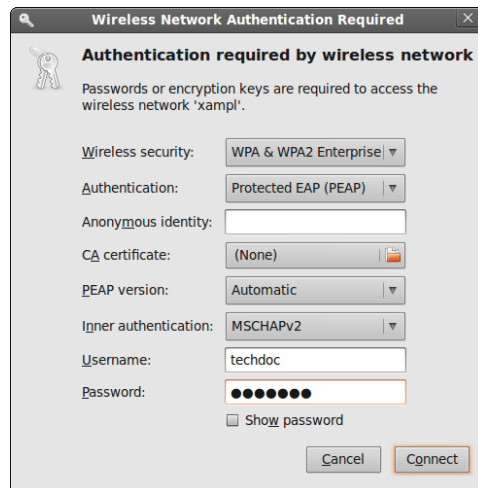 Wireless Network Authentication Required
Authentication required by wireless network
Passwords or encryption keys are required to access the
wireless network 'xampl'.
Wireless security: WPA & WPA2 Enterprise
Authentication: Protected EAP (PEAP)
Anonymous identity:
CA certificate: (None)
PEAP version: Automatic
Inner authentication: MSCHAPv2
Username: techdoc
Password: ●●●●●●●
Show password
Cancel Connect